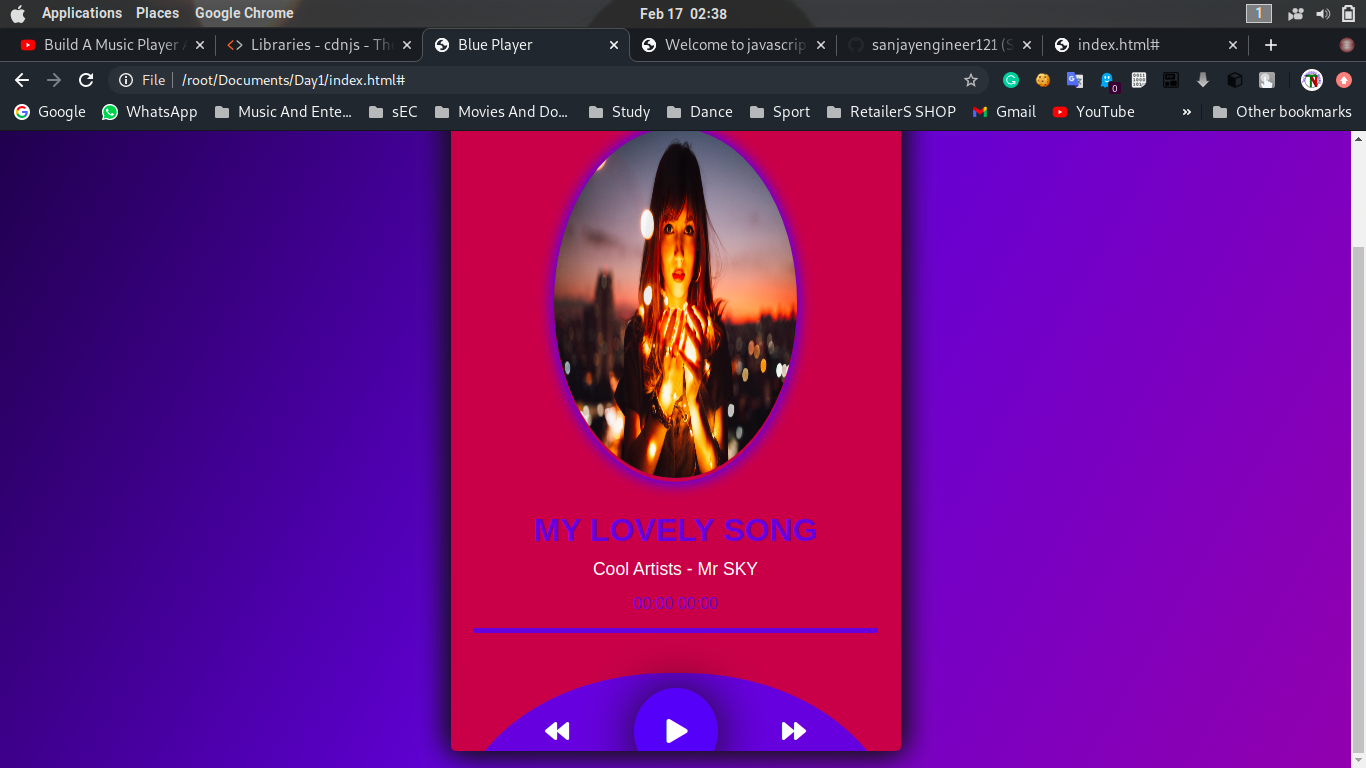 Applications Places Google Chrome Feb 17 02:38 1
Build A Music Player Libraries - cdnjs - The Blue Player Welcome to javascrip sanjayengineer121 (S index.html#
File /root/Documents/Day1/index.html# 0
Google WhatsApp Music And Ente... sEC Movies And Do... Study Dance Sport RetailerS SHOP Gmail YouTube » Other bookmarks
MY LOVELY SONG
Cool Artists - Mr SKY
00:00 00:00